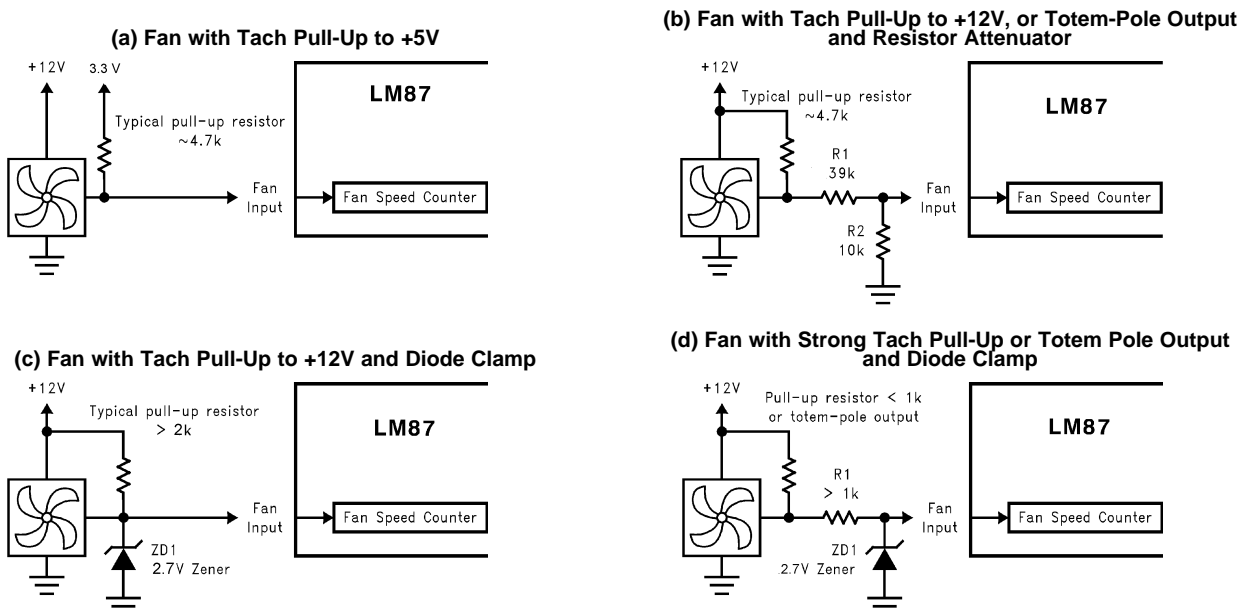 (a) Fan with Tach Pull-Up to +5V
+12V
3.3 V
Typical pull-up resistor
~4.7k
Fan
Input
LM87
Fan Speed Counter
(b) Fan with Tach Pull-Up to +12V, or Totem-Pole Output
and Resistor Attenuator
+12V
Typical pull-up resistor
~4.7k
R1
39k
R2
10k
Fan
Input
LM87
Fan Speed Counter
(c) Fan with Tach Pull-Up to +12V and Diode Clamp
+12V
Typical pull-up resistor
> 2k
ZD1
2.7V Zener
Fan
Input
LM87
Fan Speed Counter
(d) Fan with Strong Tach Pull-Up or Totem Pole Output
and Diode Clamp
+12V
Pull-up resistor < 1k
or totem-pole output
R1
> 1k
ZD1
2.7V Zener
Fan
Input
LM87
Fan Speed Counter